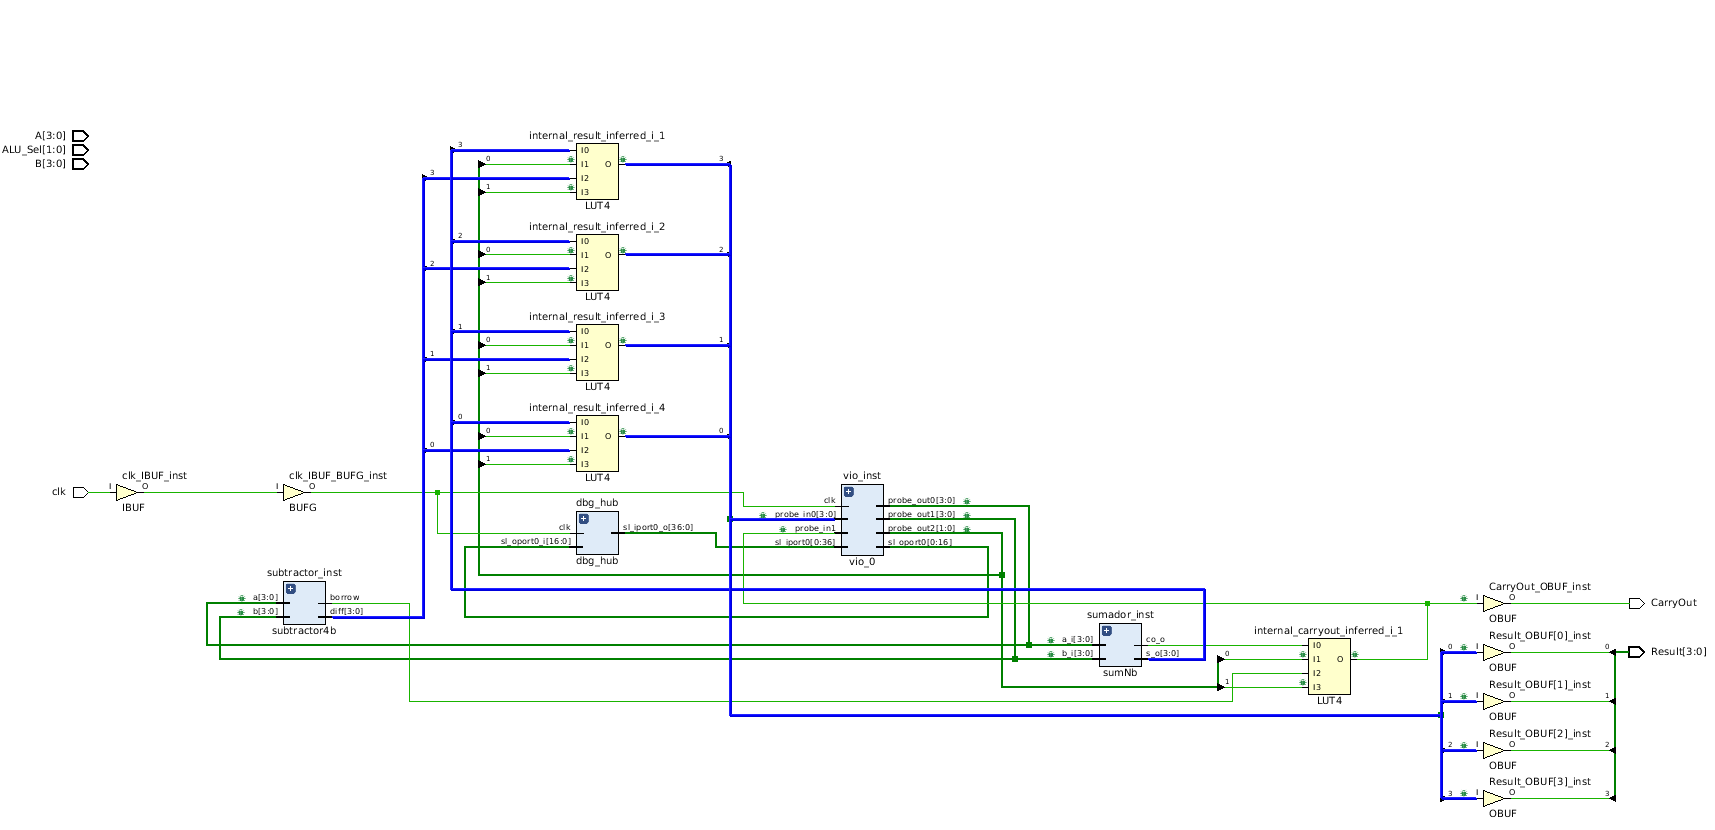 A[3:0]
ALU_Sel[1:0]
B[3:0]
internal_result_inferred_i_1
3 I0
0 I1 O 3
3 I2
1 I3
LUT4
internal_result_inferred_i_2
2 I0
0 I1 O 2
2 I2
1 I3
LUT4
internal_result_inferred_i_3
1 I0
0 I1 O 1
1 I2
1 I3
LUT4
internal_result_inferred_i_4
0 I0
0 I1 O 0
0 I2
1 I3
LUT4
clk
clk_IBUF_inst
I O
IBUF
clk_IBUF_BUFG_inst
I O
BUFG
dbg_hub
clk sl_iport0_o[36:0]
sl_oport0_i[16:0]
dbg_hub
vio_inst
clk probe_out0[3:0]
probe_in0[3:0] probe_out1[3:0]
probe_in1 probe_out2[1:0]
sl_iport0[0:36] sl_oport0[0:16]
vio_0
subtractor_inst
a[3:0] borrow
b[3:0] diff[3:0]
subtractor4b
sumador_inst
a_i[3:0] co_o
b_i[3:0] s_o[3:0]
sumNb
internal_carryout_inferred_i_1
I0
0 I1 O
I2
1 I3
LUT4
CarryOut_OBUF_inst
I O CarryOut
OBUF
Result_OBUF[0]_inst
0 I O 0 Result[3:0]
OBUF
Result_OBUF[1]_inst
1 I O 1
OBUF
Result_OBUF[2]_inst
2 I O 2
OBUF
Result_OBUF[3]_inst
3 I O 3
OBUF